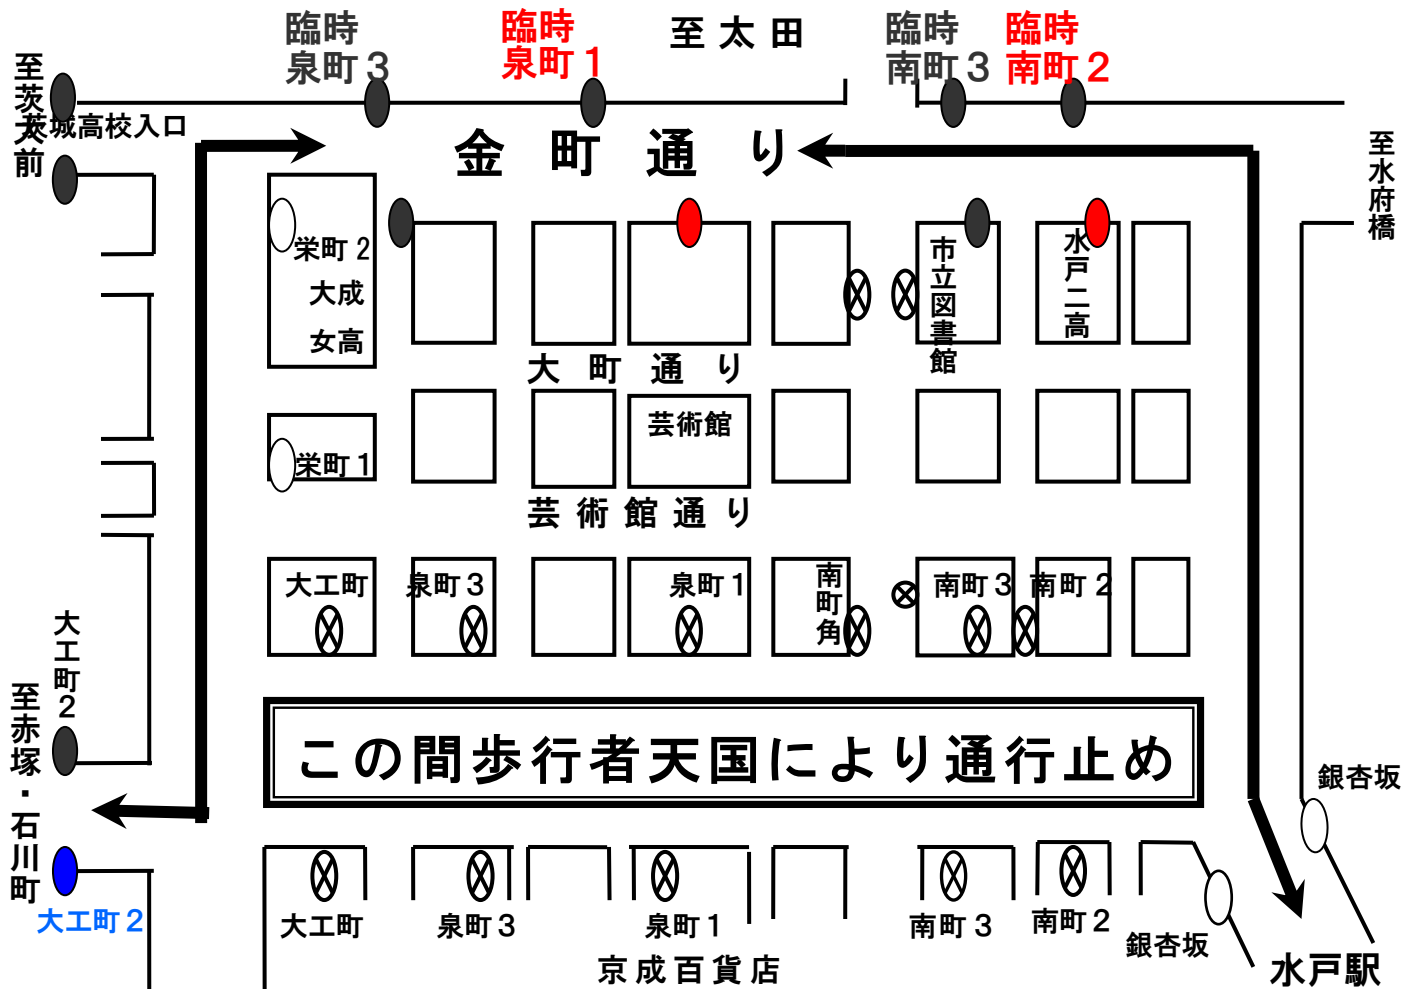 臨時
泉町３
臨時
泉町１
至太田
臨時
南町３
臨時
南町２
至茨大前
茨城高校入口
金町通り
至水府橋
栄町２
大成
女高
市立図書館
水戸二高
大町通り
芸術館
栄町１
芸術館通り
大工町
泉町３
泉町１
南町角
南町３
南町２
大工町２
至赤塚・石川町
この間歩行者天国により通行止め
銀杏坂
大工町２
大工町
泉町３
泉町１
南町３
南町２
銀杏坂
京成百貨店
水戸駅